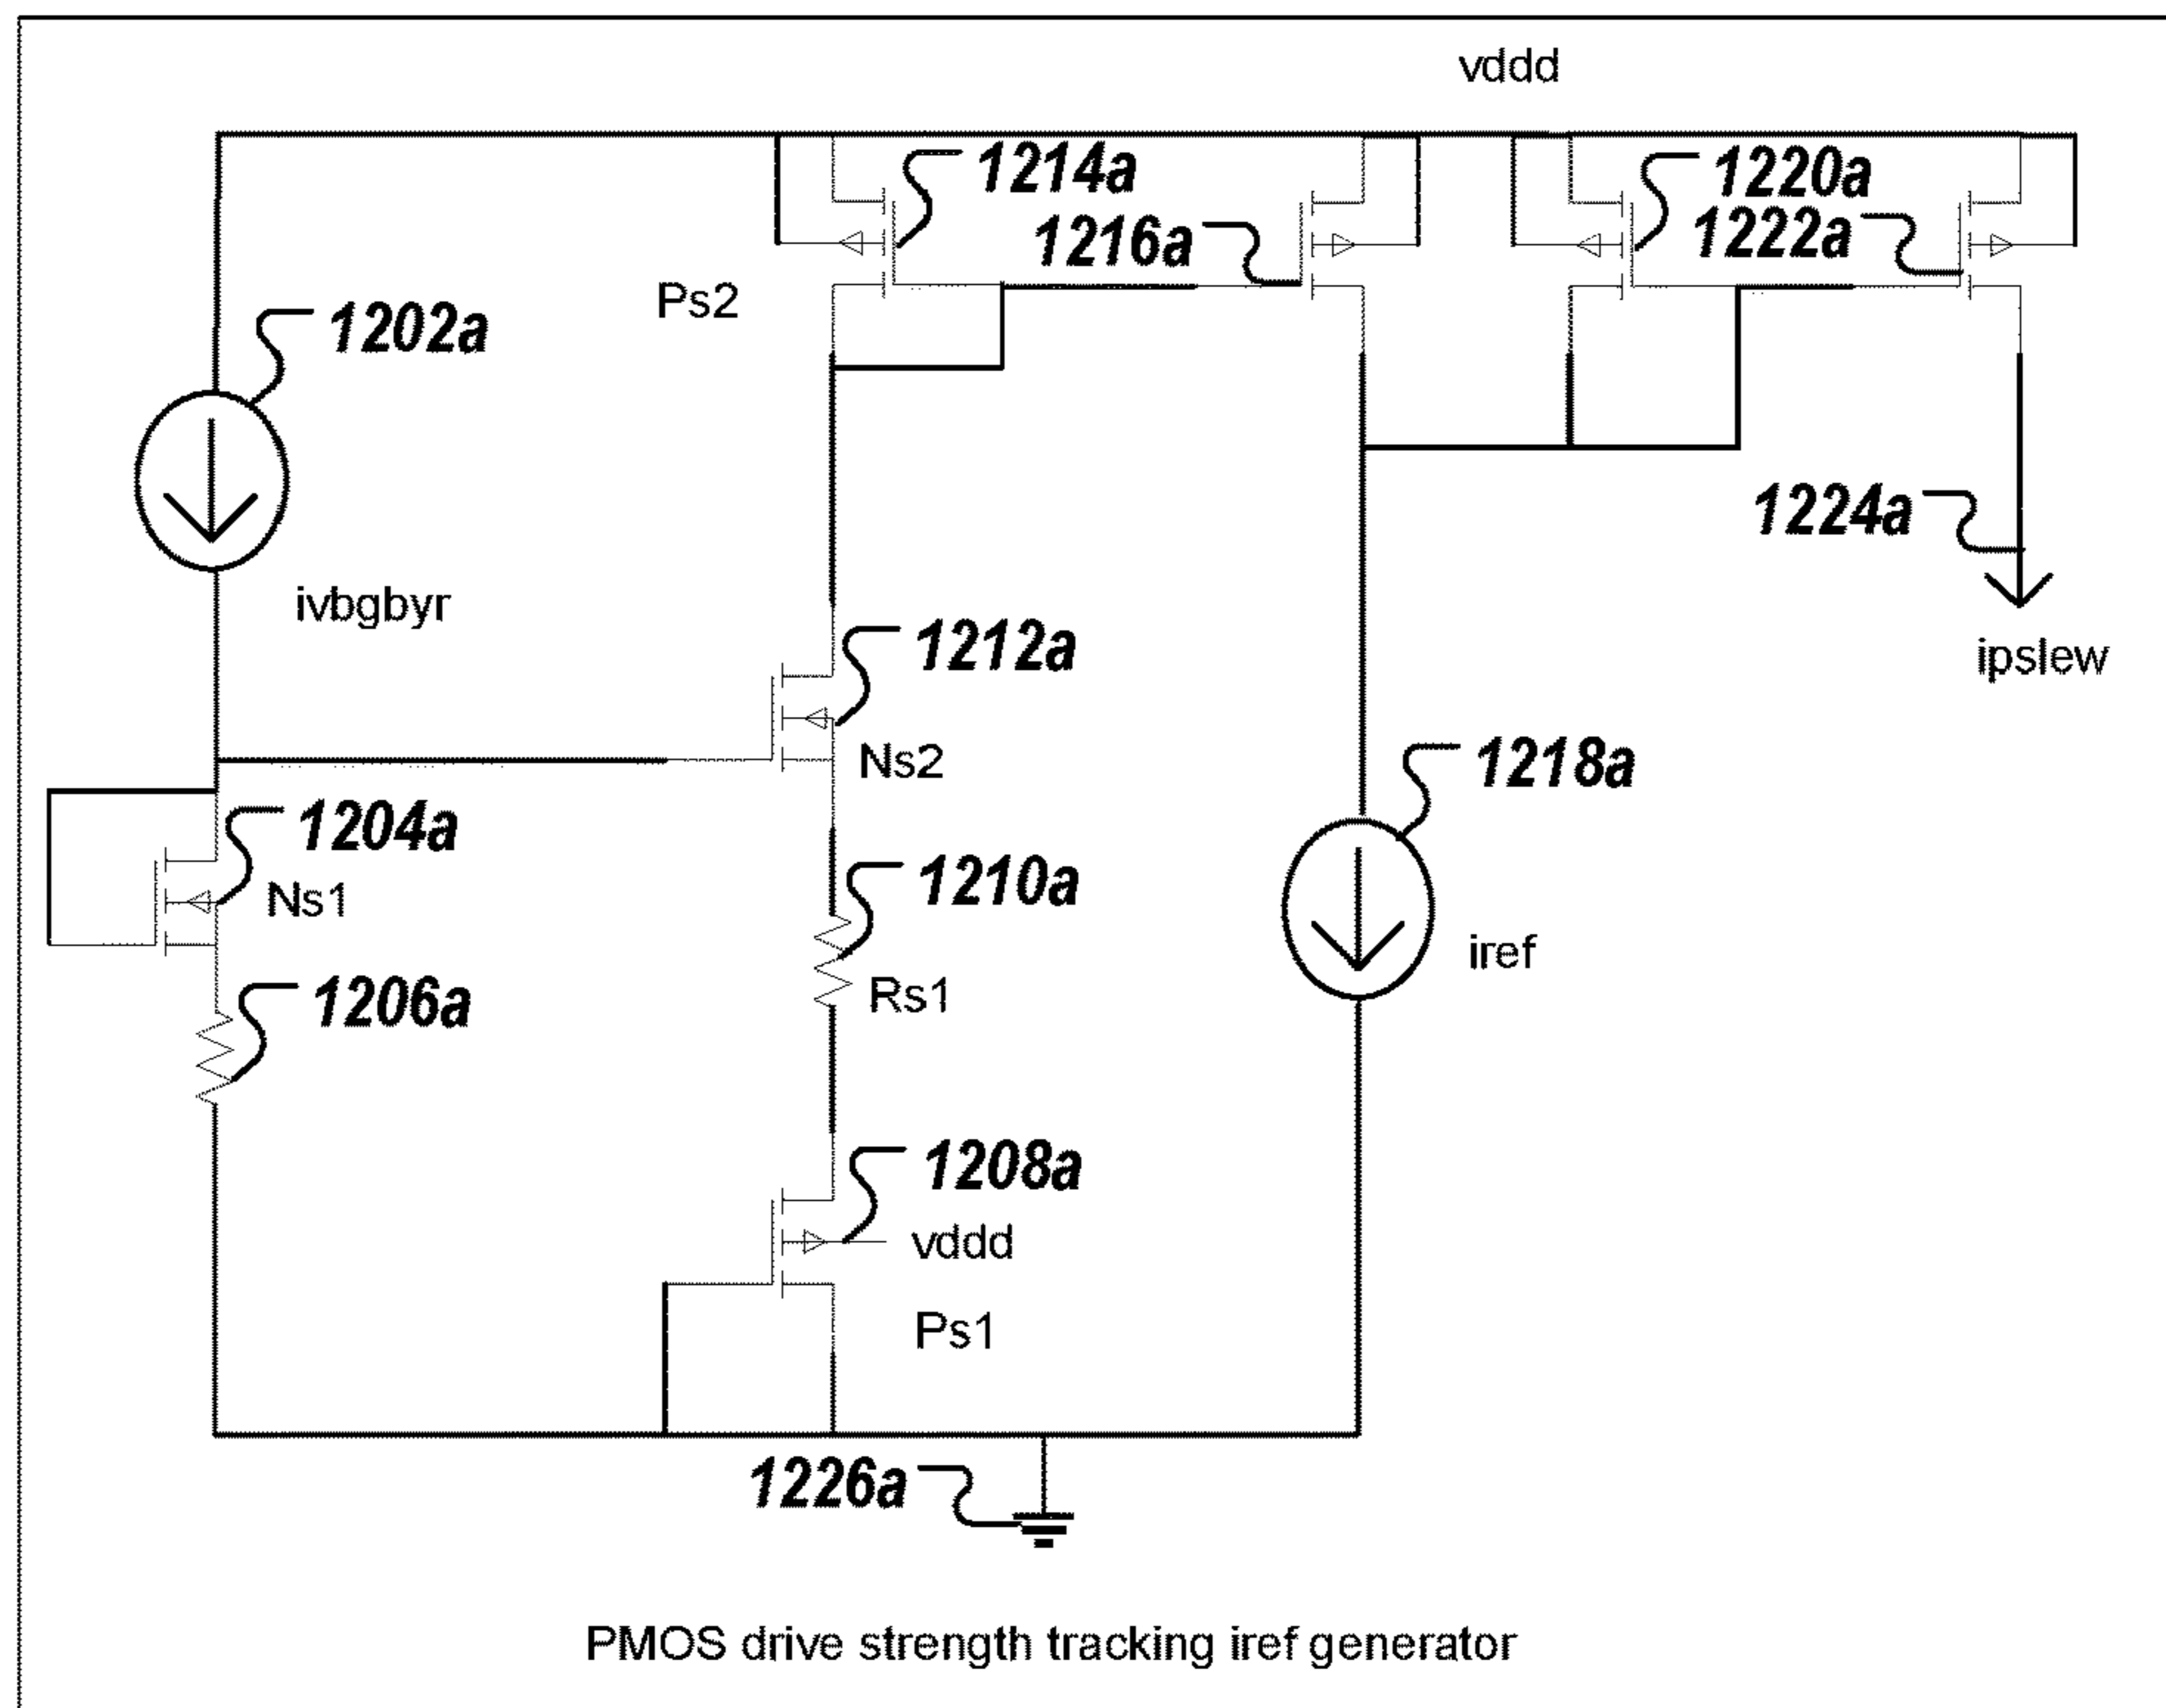 vddd
1214a
1220a
1216a
1222a
Ps2
1202a
1224a
ivbgbyr
1212a
ipslew
Ns2
1218a
1204a
Ns1
1210a
iref
1206a
Rs1
1208a
vddd
Ps1
1226a
PMOS drive strength tracking iref generator